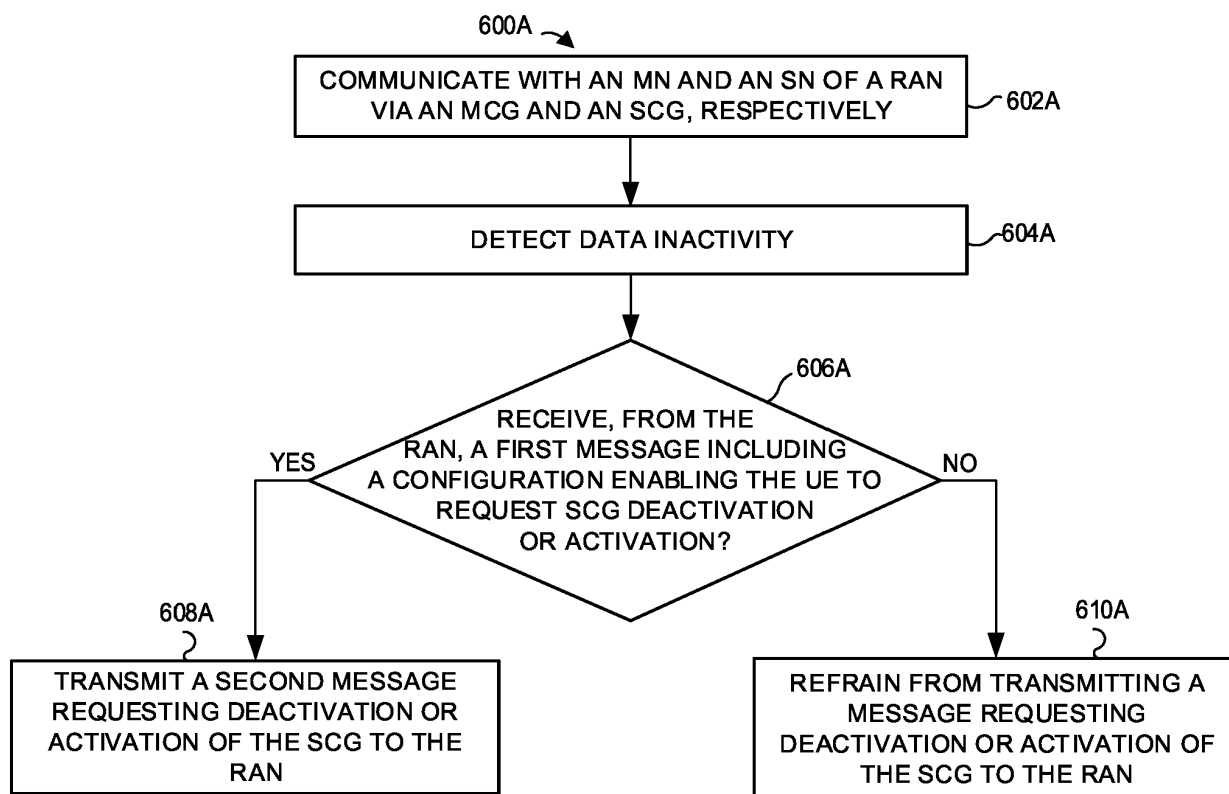 600A
COMMUNICATE WITH AN MN AND AN SN OF A RAN
VIA AN MCG AND AN SCG, RESPECTIVELY
602A
DETECT DATA INACTIVITY
604A
606A
RECEIVE, FROM THE
RAN, A FIRST MESSAGE INCLUDING
A CONFIGURATION ENABLING THE UE TO
REQUEST SCG DEACTIVATION
OR ACTIVATION?
YES
NO
608A
TRANSMIT A SECOND MESSAGE
REQUESTING DEACTIVATION OR
ACTIVATION OF THE SCG TO THE
RAN
610A
REFRAIN FROM TRANSMITTING A
MESSAGE REQUESTING
DEACTIVATION OR ACTIVATION OF
THE SCG TO THE RAN